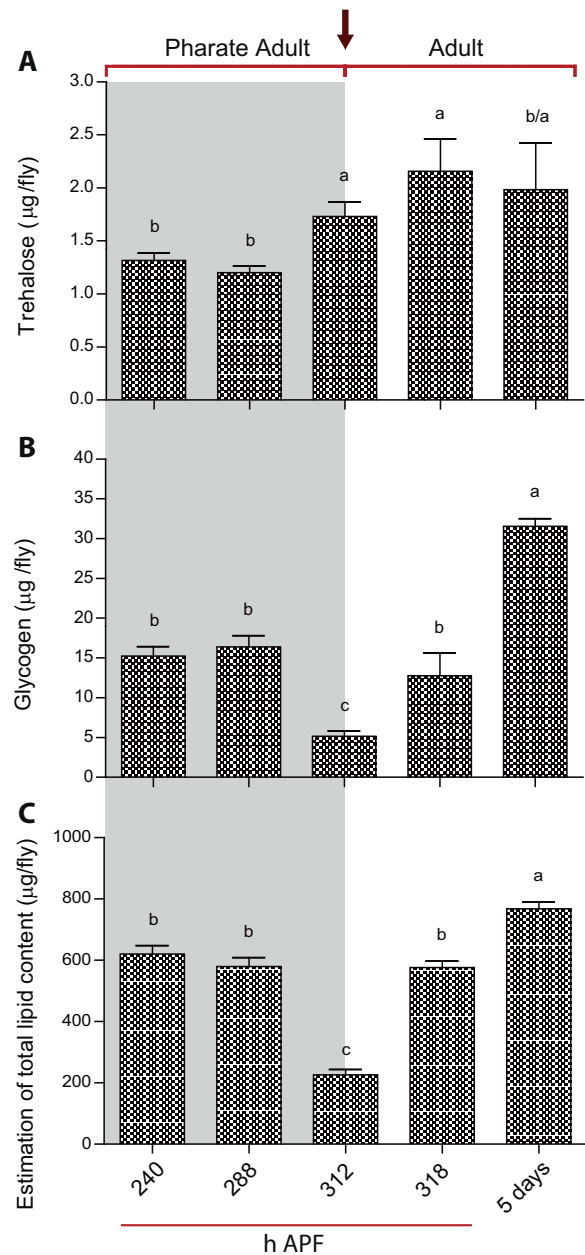 Pharate Adult Adult
A
3.0
2.5
2.0
1.5
1.0
0.5
0.0
Trehalose (μg/fly)
b b a a b/a
B
40
35
30
25
20
15
10
5
0
Glycogen (μg /fly)
b b c b a
C
1000
800
600
400
200
0
Estimation of total lipid content (μg/fly)
b b c b a
240 288 312 318 5 days
h APF